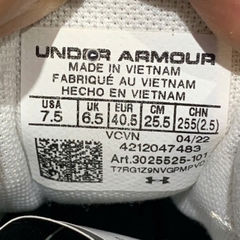 UNDER ARMOUR
MADE IN VIETNAM
FABRIQUÉ AU VIETNAM
HECHO EN VIETNAM
USA UK EUR CM CHN
7.5 6.5 40.5 25.5 255(2.5)
VCVN 04/22
4212047483
Art.3025525-101